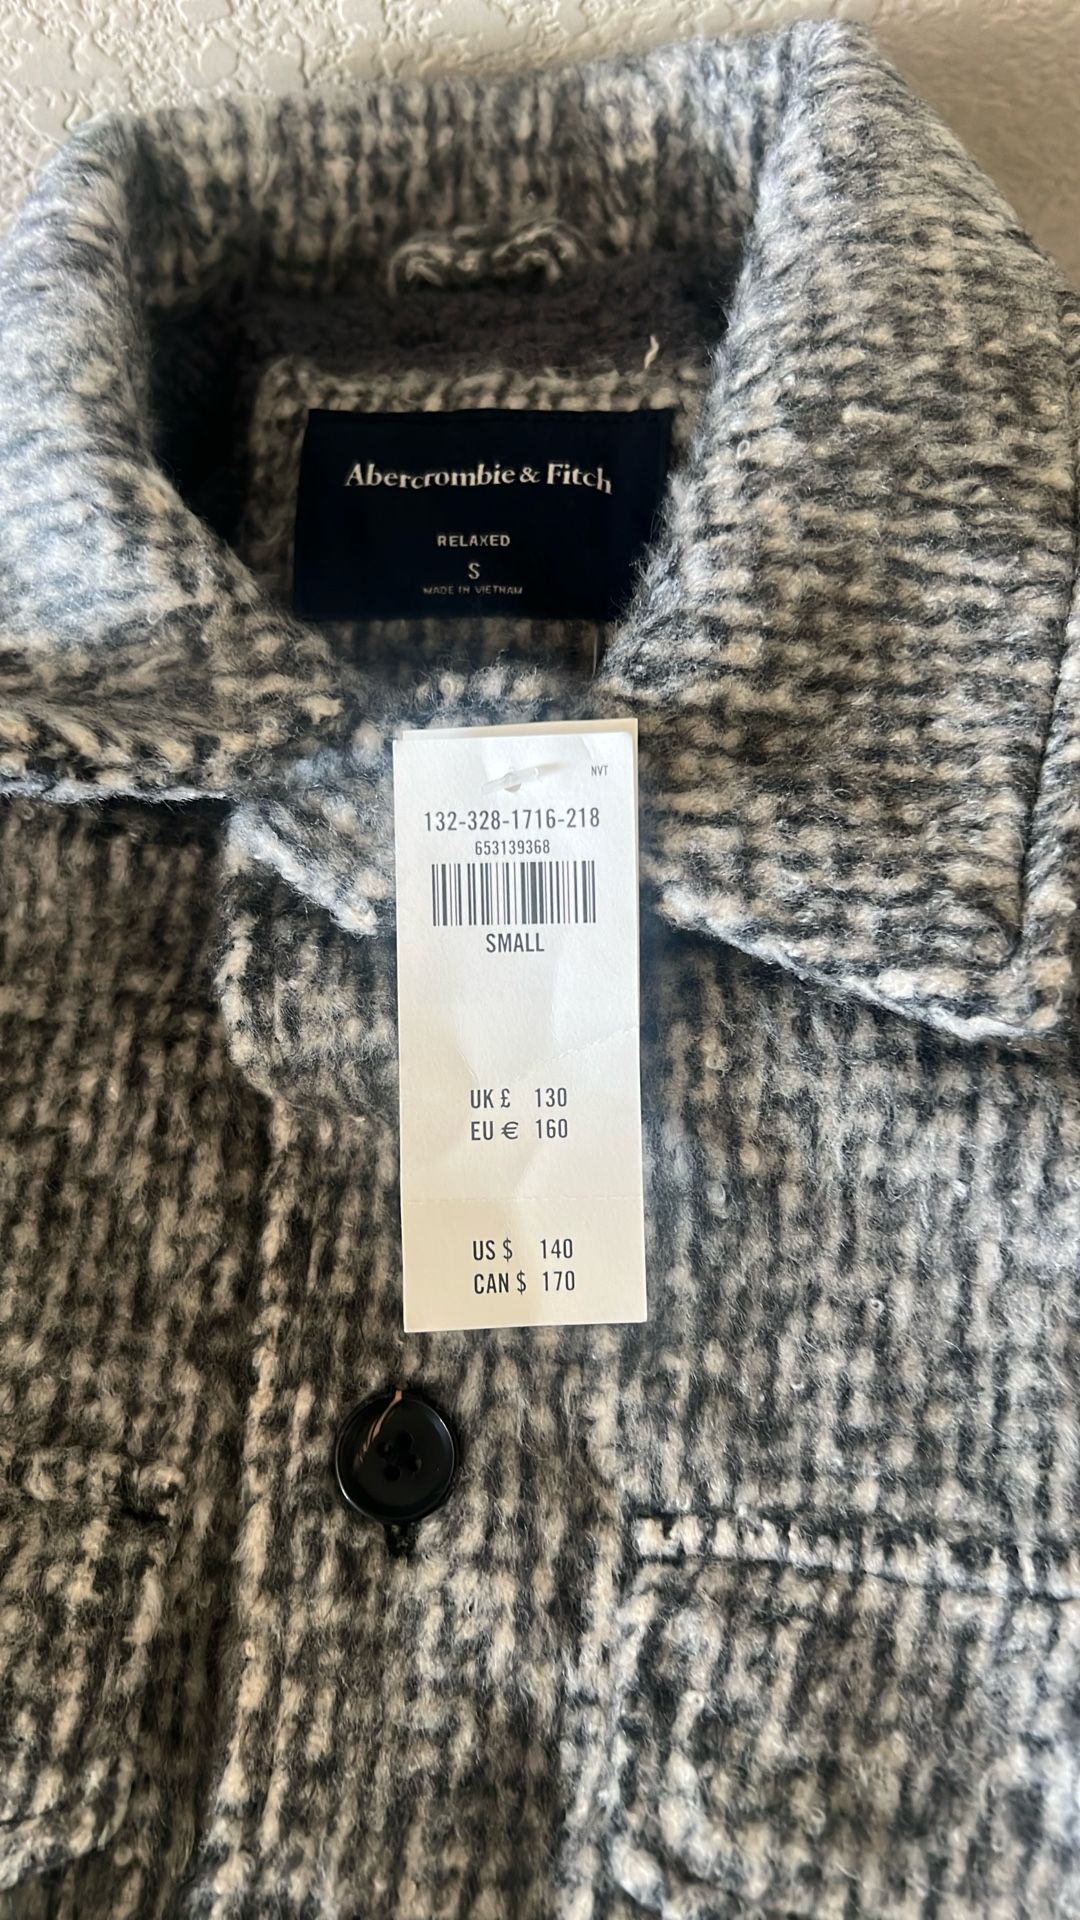 Abercrombie & Fitch
RELAXED
S
MADE IN VIETNAM
NVT
132-328-1716-218
653139368
SMALL
UK £ 130
EU € 160
US $ 140
CAN $ 170